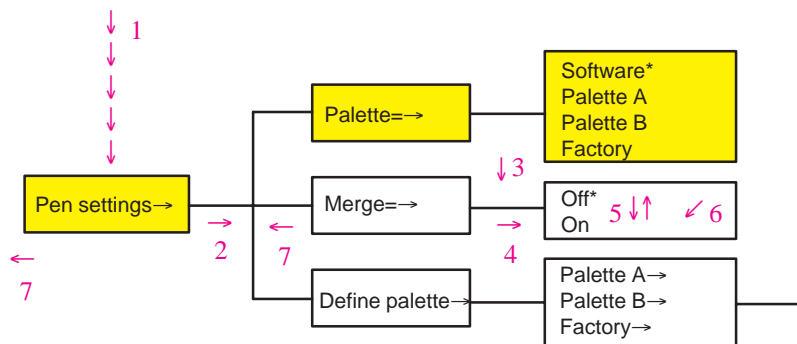 1
Software*
Palette A
Palette B
Factory
Palette=→
3
Pen settings→
Merge=→
Off*
On
5 ↓↑ ↙ 6
→
2
←
7
→
4
←
7
Define palette→
Palette A→
Palette B→
Factory→